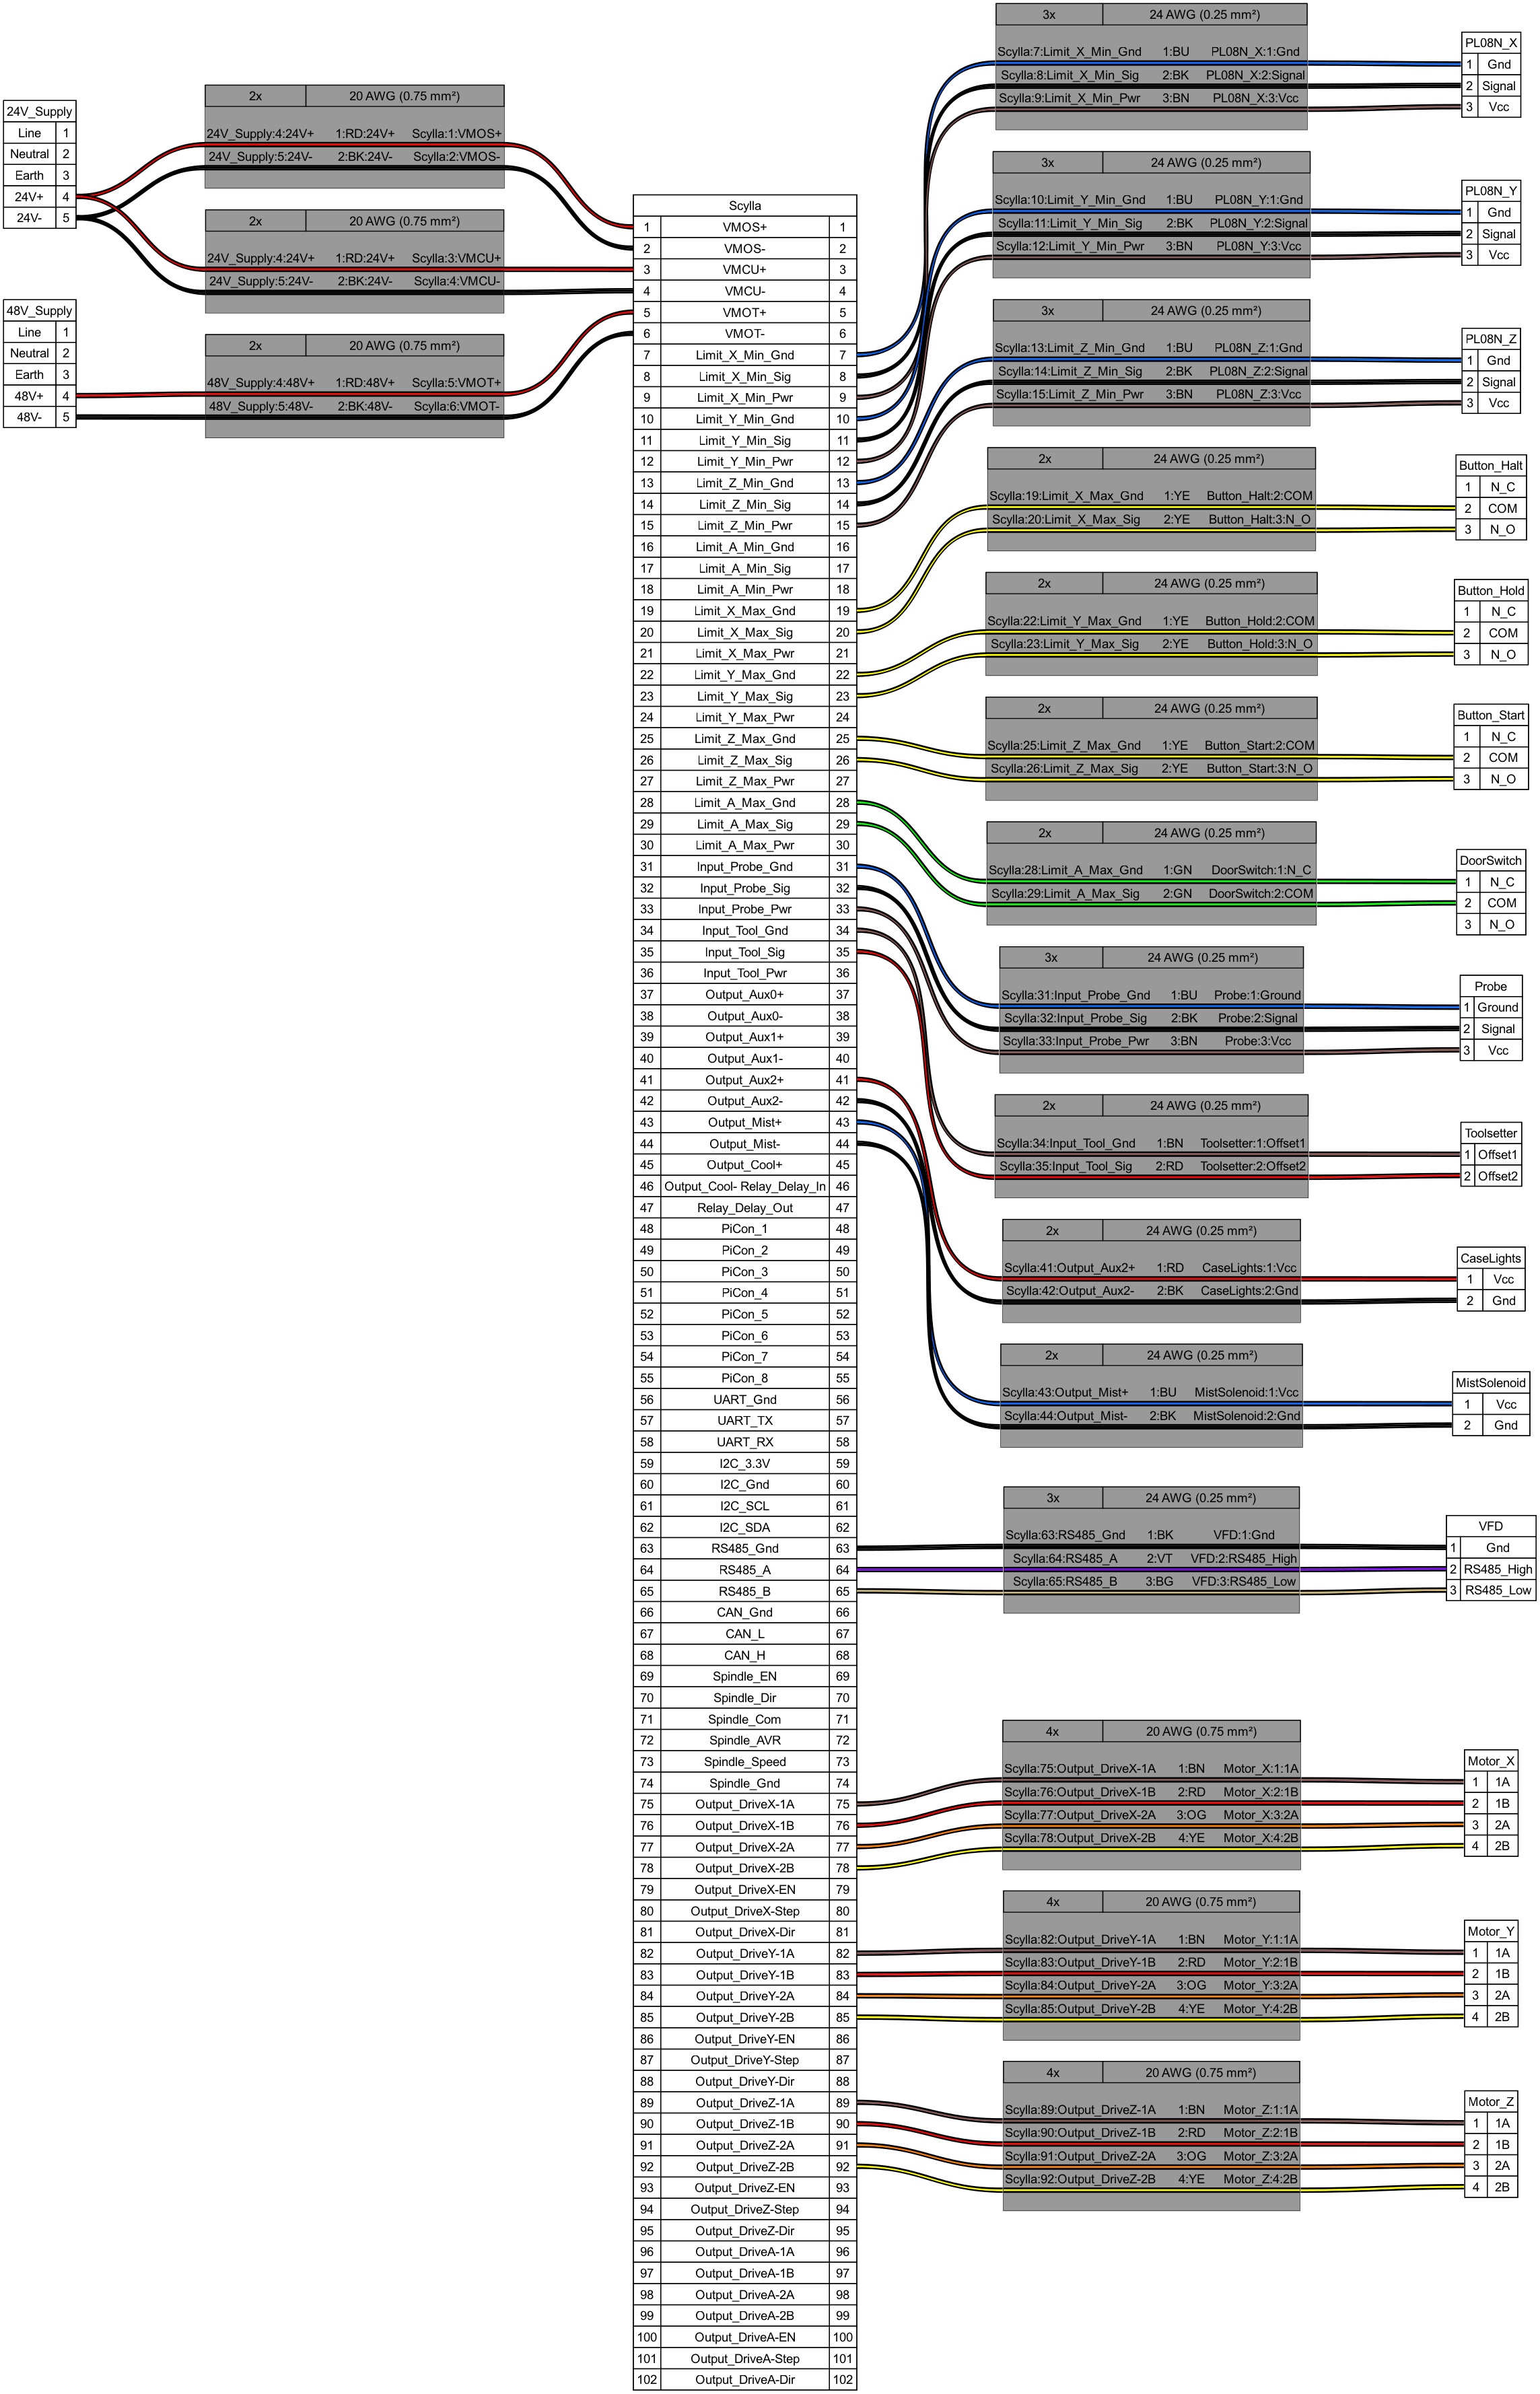 24V_Supply
Line 1
Neutral 2
Earth 3
24V+ 4
24V- 5
48V_Supply
Line 1
Neutral 2
Earth 3
48V+ 4
48V- 5
2x 20 AWG (0.75 mm²)
24V_Supply:4:24V+ 1:RD:24V+ Scylla:1:VMOS+
24V_Supply:5:24V- 2:BK:24V- Scylla:2:VMOS-
2x 20 AWG (0.75 mm²)
24V_Supply:4:24V+ 1:RD:24V+ Scylla:3:VMCU+
24V_Supply:5:24V- 2:BK:24V- Scylla:4:VMCU-
2x 20 AWG (0.75 mm²)
48V_Supply:4:48V+ 1:RD:48V+ Scylla:5:VMOT+
48V_Supply:5:48V- 2:BK:48V- Scylla:6:VMOT-
Scylla
1 VMOS+ 1
2 VMOS- 2
3 VMCU+ 3
4 VMCU- 4
5 VMOT+ 5
6 VMOT- 6
7 Limit_X_Min_Gnd 7
8 Limit_X_Min_Sig 8
9 Limit_X_Min_Pwr 9
10 Limit_Y_Min_Gnd 10
11 Limit_Y_Min_Sig 11
12 Limit_Y_Min_Pwr 12
13 Limit_Z_Min_Gnd 13
14 Limit_Z_Min_Sig 14
15 Limit_Z_Min_Pwr 15
16 Limit_A_Min_Gnd 16
17 Limit_A_Min_Sig 17
18 Limit_A_Min_Pwr 18
19 Limit_X_Max_Gnd 19
20 Limit_X_Max_Sig 20
21 Limit_X_Max_Pwr 21
22 Limit_Y_Max_Gnd 22
23 Limit_Y_Max_Sig 23
24 Limit_Y_Max_Pwr 24
25 Limit_Z_Max_Gnd 25
26 Limit_Z_Max_Sig 26
27 Limit_Z_Max_Pwr 27
28 Limit_A_Max_Gnd 28
29 Limit_A_Max_Sig 29
30 Limit_A_Max_Pwr 30
31 Input_Probe_Gnd 31
32 Input_Probe_Sig 32
33 Input_Probe_Pwr 33
34 Input_Tool_Gnd 34
35 Input_Tool_Sig 35
36 Input_Tool_Pwr 36
37 Output_Aux0+ 37
38 Output_Aux0- 38
39 Output_Aux1+ 39
40 Output_Aux1- 40
41 Output_Aux2+ 41
42 Output_Aux2- 42
43 Output_Mist+ 43
44 Output_Mist- 44
45 Output_Cool+ 45
46 Output_Cool- Relay_Delay_In 46
47 Relay_Delay_Out 47
48 PiCon_1 48
49 PiCon_2 49
50 PiCon_3 50
51 PiCon_4 51
52 PiCon_5 52
53 PiCon_6 53
54 PiCon_7 54
55 PiCon_8 55
56 UART_Gnd 56
57 UART_TX 57
58 UART_RX 58
59 I2C_3.3V 59
60 I2C_Gnd 60
61 I2C_SCL 61
62 I2C_SDA 62
63 RS485_Gnd 63
64 RS485_A 64
65 RS485_B 65
66 CAN_Gnd 66
67 CAN_L 67
68 CAN_H 68
69 Spindle_EN 69
70 Spindle_Dir 70
71 Spindle_Com 71
72 Spindle_AVR 72
73 Spindle_Speed 73
74 Spindle_Gnd 74
75 Output_DriveX-1A 75
76 Output_DriveX-1B 76
77 Output_DriveX-2A 77
78 Output_DriveX-2B 78
79 Output_DriveX-EN 79
80 Output_DriveX-Step 80
81 Output_DriveX-Dir 81
82 Output_DriveY-1A 82
83 Output_DriveY-1B 83
84 Output_DriveY-2A 84
85 Output_DriveY-2B 85
86 Output_DriveY-EN 86
87 Output_DriveY-Step 87
88 Output_DriveY-Dir 88
89 Output_DriveZ-1A 89
90 Output_DriveZ-1B 90
91 Output_DriveZ-2A 91
92 Output_DriveZ-2B 92
93 Output_DriveZ-EN 93
94 Output_DriveZ-Step 94
95 Output_DriveZ-Dir 95
96 Output_DriveA-1A 96
97 Output_DriveA-1B 97
98 Output_DriveA-2A 98
99 Output_DriveA-2B 99
100 Output_DriveA-EN 100
101 Output_DriveA-Step 101
102 Output_DriveA-Dir 102
3x 24 AWG (0.25 mm²)
Scylla:7:Limit_X_Min_Gnd 1:BU PL08N_X:1:Gnd
Scylla:8:Limit_X_Min_Sig 2:BK PL08N_X:2:Signal
Scylla:9:Limit_X_Min_Pwr 3:BN PL08N_X:3:Vcc
3x 24 AWG (0.25 mm²)
Scylla:10:Limit_Y_Min_Gnd 1:BU PL08N_Y:1:Gnd
Scylla:11:Limit_Y_Min_Sig 2:BK PL08N_Y:2:Signal
Scylla:12:Limit_Y_Min_Pwr 3:BN PL08N_Y:3:Vcc
3x 24 AWG (0.25 mm²)
Scylla:13:Limit_Z_Min_Gnd 1:BU PL08N_Z:1:Gnd
Scylla:14:Limit_Z_Min_Sig 2:BK PL08N_Z:2:Signal
Scylla:15:Limit_Z_Min_Pwr 3:BN PL08N_Z:3:Vcc
2x 24 AWG (0.25 mm²)
Scylla:19:Limit_X_Max_Gnd 1:YE Button_Halt:2:COM
Scylla:20:Limit_X_Max_Sig 2:YE Button_Halt:3:N_O
2x 24 AWG (0.25 mm²)
Scylla:22:Limit_Y_Max_Gnd 1:YE Button_Hold:2:COM
Scylla:23:Limit_Y_Max_Sig 2:YE Button_Hold:3:N_O
2x 24 AWG (0.25 mm²)
Scylla:25:Limit_Z_Max_Gnd 1:YE Button_Start:2:COM
Scylla:26:Limit_Z_Max_Sig 2:YE Button_Start:3:N_O
2x 24 AWG (0.25 mm²)
Scylla:28:Limit_A_Max_Gnd 1:GN DoorSwitch:1:N_C
Scylla:29:Limit_A_Max_Sig 2:GN DoorSwitch:2:COM
3x 24 AWG (0.25 mm²)
Scylla:31:Input_Probe_Gnd 1:BU Probe:1:Ground
Scylla:32:Input_Probe_Sig 2:BK Probe:2:Signal
Scylla:33:Input_Probe_Pwr 3:BN Probe:3:Vcc
2x 24 AWG (0.25 mm²)
Scylla:34:Input_Tool_Gnd 1:BN Toolsetter:1:Offset1
Scylla:35:Input_Tool_Sig 2:RD Toolsetter:2:Offset2
2x 24 AWG (0.25 mm²)
Scylla:41:Output_Aux2+ 1:RD CaseLights:1:Vcc
Scylla:42:Output_Aux2- 2:BK CaseLights:2:Gnd
2x 24 AWG (0.25 mm²)
Scylla:43:Output_Mist+ 1:BU MistSolenoid:1:Vcc
Scylla:44:Output_Mist- 2:BK MistSolenoid:2:Gnd
3x 24 AWG (0.25 mm²)
Scylla:63:RS485_Gnd 1:BK VFD:1:Gnd
Scylla:64:RS485_A 2:VT VFD:2:RS485_High
Scylla:65:RS485_B 3:BG VFD:3:RS485_Low
4x 20 AWG (0.75 mm²)
Scylla:75:Output_DriveX-1A 1:BN Motor_X:1:1A
Scylla:76:Output_DriveX-1B 2:RD Motor_X:2:1B
Scylla:77:Output_DriveX-2A 3:OG Motor_X:3:2A
Scylla:78:Output_DriveX-2B 4:YE Motor_X:4:2B
4x 20 AWG (0.75 mm²)
Scylla:82:Output_DriveY-1A 1:BN Motor_Y:1:1A
Scylla:83:Output_DriveY-1B 2:RD Motor_Y:2:1B
Scylla:84:Output_DriveY-2A 3:OG Motor_Y:3:2A
Scylla:85:Output_DriveY-2B 4:YE Motor_Y:4:2B
4x 20 AWG (0.75 mm²)
Scylla:89:Output_DriveZ-1A 1:BN Motor_Z:1:1A
Scylla:90:Output_DriveZ-1B 2:RD Motor_Z:2:1B
Scylla:91:Output_DriveZ-2A 3:OG Motor_Z:3:2A
Scylla:92:Output_DriveZ-2B 4:YE Motor_Z:4:2B
PL08N_X
1 Gnd
2 Signal
3 Vcc
PL08N_Y
1 Gnd
2 Signal
3 Vcc
PL08N_Z
1 Gnd
2 Signal
3 Vcc
Button_Halt
1 N_C
2 COM
3 N_O
Button_Hold
1 N_C
2 COM
3 N_O
Button_Start
1 N_C
2 COM
3 N_O
DoorSwitch
1 N_C
2 COM
3 N_O
Probe
1 Ground
2 Signal
3 Vcc
Toolsetter
1 Offset1
2 Offset2
CaseLights
1 Vcc
2 Gnd
MistSolenoid
1 Vcc
2 Gnd
VFD
1 Gnd
2 RS485_High
3 RS485_Low
Motor_X
1 1A
2 1B
3 2A
4 2B
Motor_Y
1 1A
2 1B
3 2A
4 2B
Motor_Z
1 1A
2 1B
3 2A
4 2B